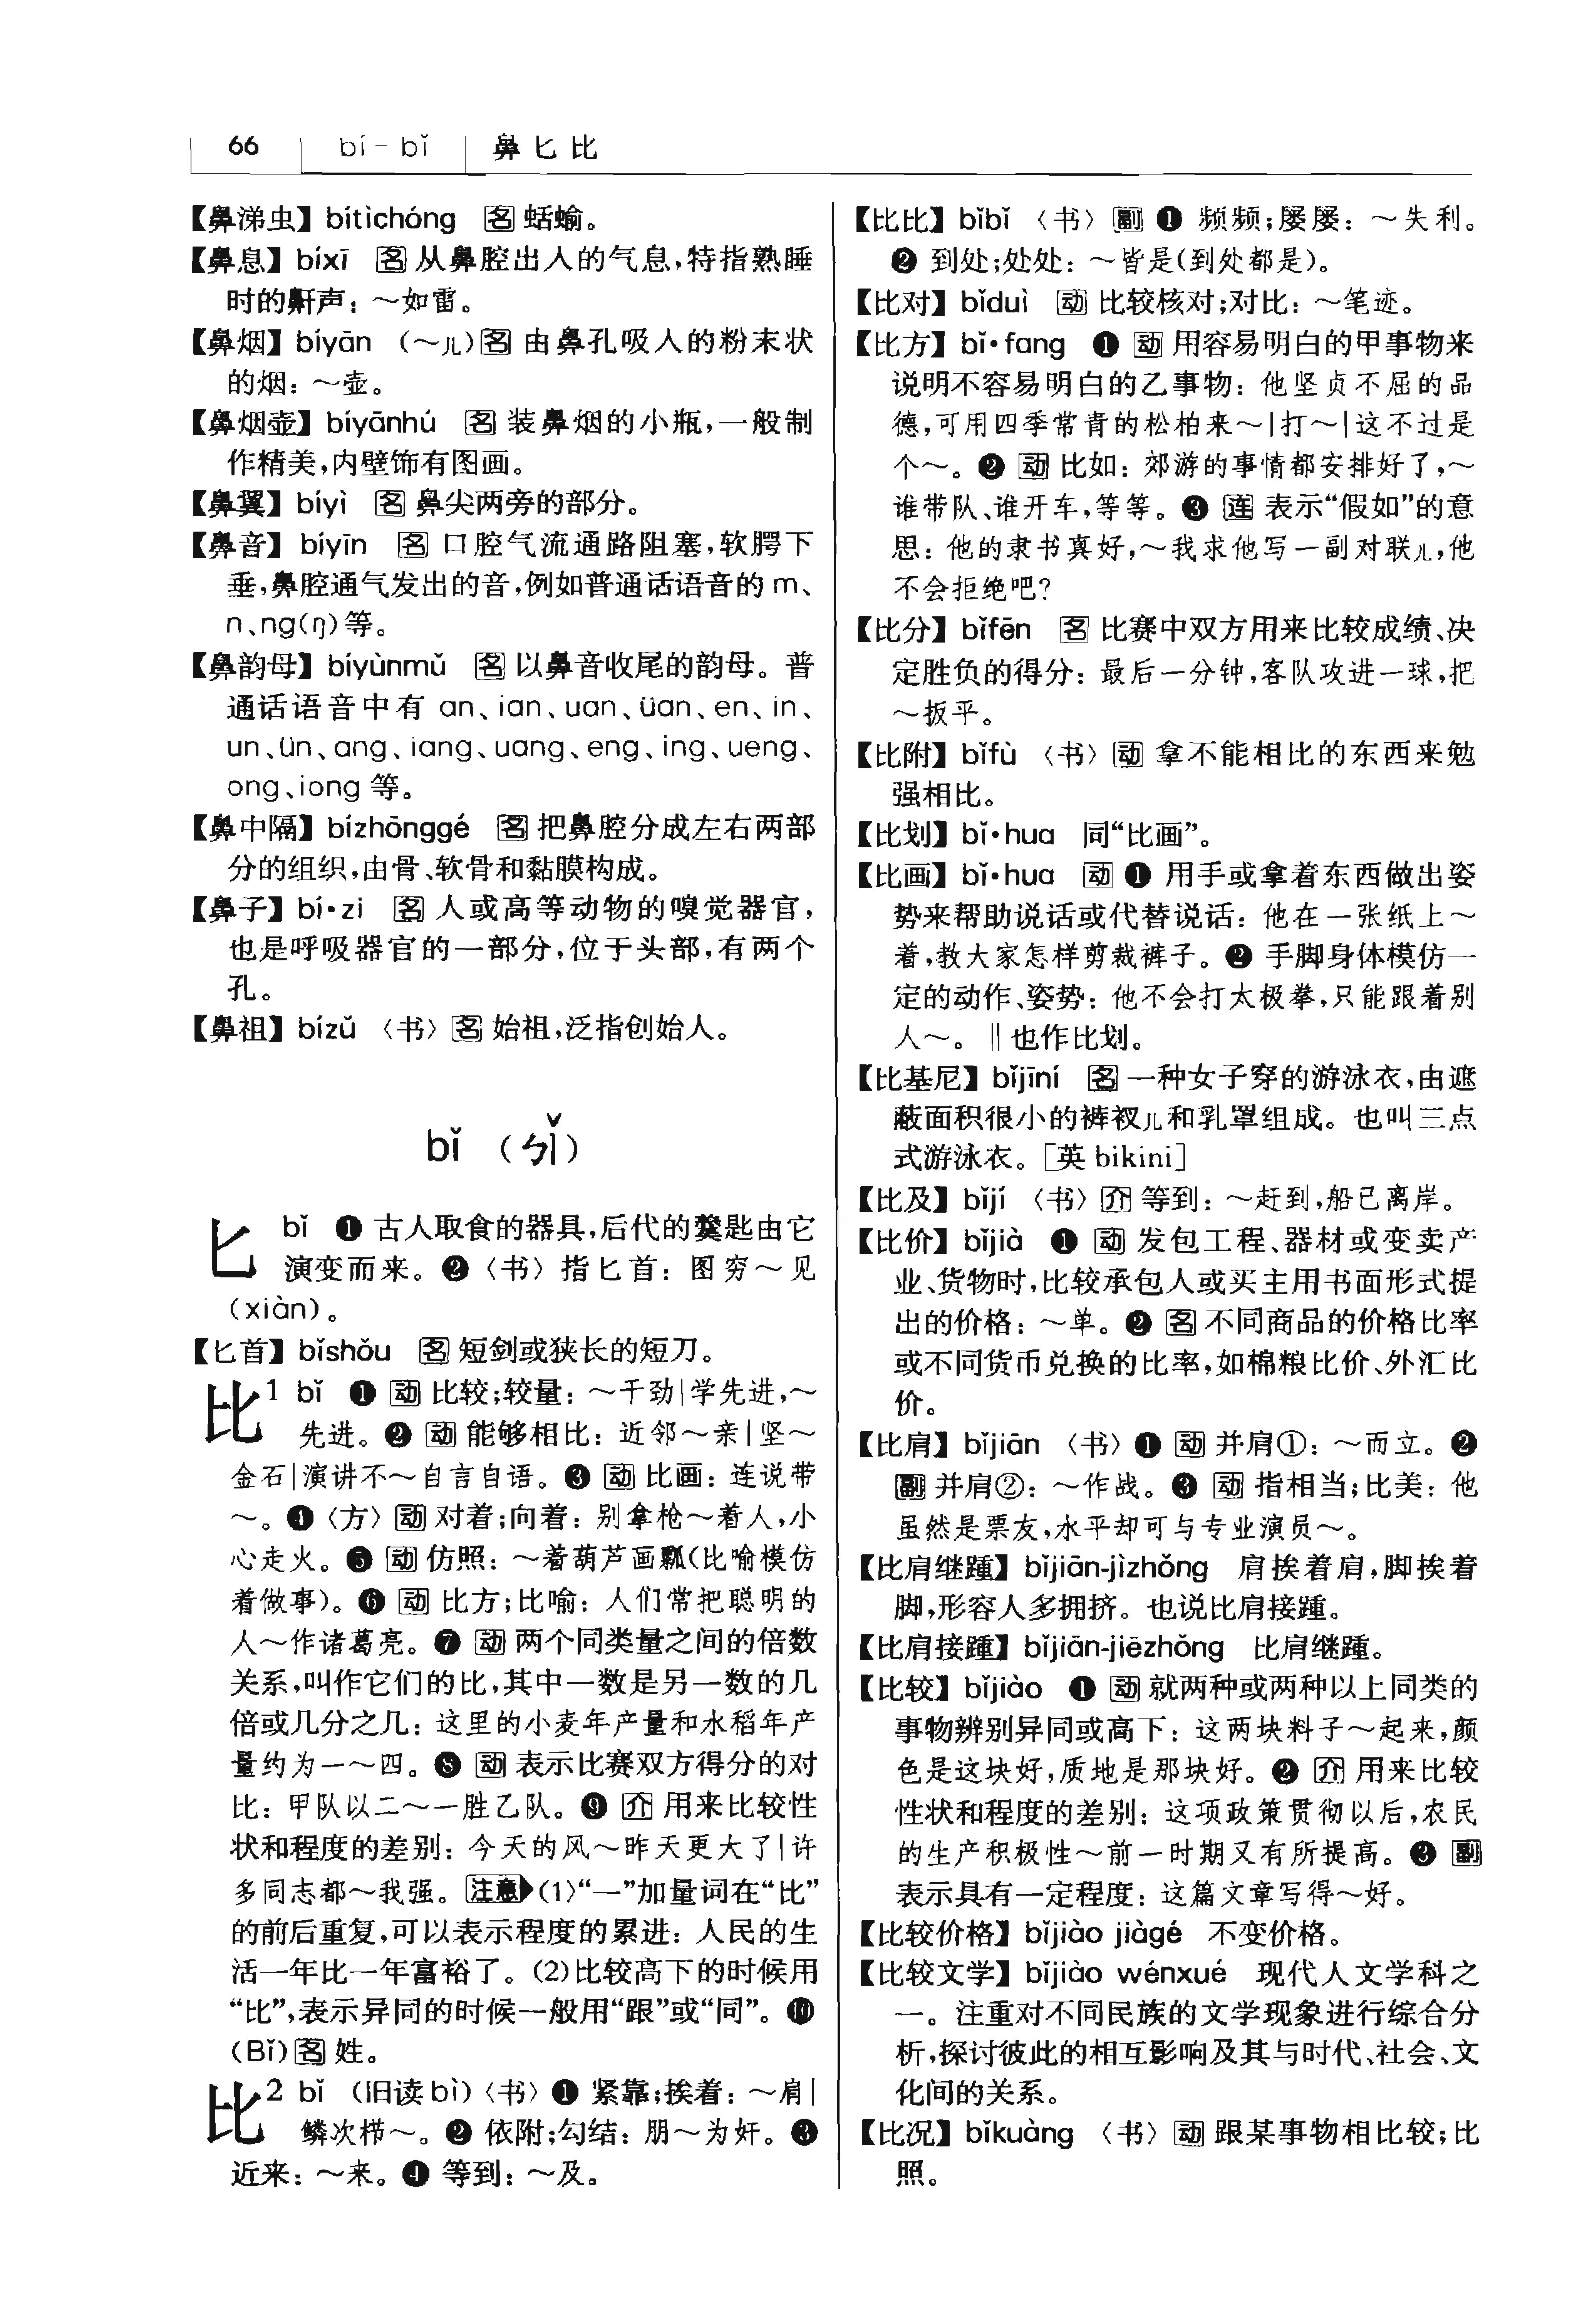 66 bí－bǐ 鼻匕比
【鼻涕虫】bítìchóng 名 蛞蝓。
【鼻息】bíxī 名 从鼻腔出入的气息,特指熟睡
时的鼾声：～如雷。
【鼻烟】bíyān （～儿）名 由鼻孔吸入的粉末状
的烟：～壶。
【鼻烟壶】bíyānhú 名 装鼻烟的小瓶,一般制
作精美,内壁饰有图画。
【鼻翼】bíyì 名 鼻尖两旁的部分。
【鼻音】bíyīn 名 口腔气流通路阻塞,软腭下
垂,鼻腔通气发出的音,例如普通话语音的 m、
n、ng(ŋ)等。
【鼻韵母】bíyùnmǔ 名 以鼻音收尾的韵母。普
通话语音中有 an、ian、uan、üan、en、in、
un、ün、ang、iang、uang、eng、ing、ueng、
ong、iong 等。
【鼻中隔】bízhōnggé 名 把鼻腔分成左右两部
分的组织,由骨、软骨和黏膜构成。
【鼻子】bí·zi 名 人或高等动物的嗅觉器官,
也是呼吸器官的一部分,位于头部,有两个
孔。
【鼻祖】bízǔ 〈书〉名 始祖,泛指创始人。
bǐ （ㄅㄧˇ）
匕 bǐ ❶ 古人取食的器具,后代的羹匙由它
演变而来。❷〈书〉指匕首：图穷～见
（xiàn）。
【匕首】bǐshǒu 名 短剑或狭长的短刀。
比1 bǐ ❶ 动 比较;较量：～干劲|学先进,～
先进。❷ 动 能够相比：近邻～亲|坚～
金石|演讲不～自言自语。❸ 动 比画：连说带
～。❹〈方〉动 对着;向着：别拿枪～着人,小
心走火。❺ 动 仿照：～着葫芦画瓢(比喻模仿
着做事)。❻ 动 比方;比喻：人们常把聪明的
人～作诸葛亮。❼ 动 两个同类量之间的倍数
关系,叫作它们的比,其中一数是另一数的几
倍或几分之几：这里的小麦年产量和水稻年产
量约为一～四。❽ 动 表示比赛双方得分的对
比：甲队以二～一胜乙队。❾ 介 用来比较性
状和程度的差别：今天的风～昨天更大了|许
多同志都～我强。注意▶(1)“一”加量词在“比”
的前后重复,可以表示程度的累进：人民的生
活一年比一年富裕了。(2)比较高下的时候用
“比”,表示异同的时候一般用“跟”或“同”。❿
（Bǐ）名 姓。
比2 bǐ （旧读 bì）〈书〉❶ 紧靠;挨着：～肩|
鳞次栉～。❷ 依附;勾结：朋～为奸。❸
近来：～来。❹ 等到：～及。
【比比】bǐbǐ 〈书〉副 ❶ 频频;屡屡：～失利。
❷ 到处;处处：～皆是(到处都是)。
【比对】bǐduì 动 比较核对;对比：～笔迹。
【比方】bǐ·fang ❶ 动 用容易明白的甲事物来
说明不容易明白的乙事物：他坚贞不屈的品
德,可用四季常青的松柏来～|打～|这不过是
个～。❷ 动 比如：郊游的事情都安排好了,～
谁带队、谁开车,等等。❸ 连 表示“假如”的意
思：他的隶书真好,～我求他写一副对联儿,他
不会拒绝吧?
【比分】bǐfēn 名 比赛中双方用来比较成绩、决
定胜负的得分：最后一分钟,客队攻进一球,把
～扳平。
【比附】bǐfù 〈书〉动 拿不能相比的东西来勉
强相比。
【比划】bǐ·hua 同“比画”。
【比画】bǐ·hua 动 ❶ 用手或拿着东西做出姿
势来帮助说话或代替说话：他在一张纸上～
着,教大家怎样剪裁裤子。❷ 手脚身体模仿一
定的动作、姿势：他不会打太极拳,只能跟着别
人～。‖也作比划。
【比基尼】bǐjīní 名 一种女子穿的游泳衣,由遮
蔽面积很小的裤衩儿和乳罩组成。也叫三点
式游泳衣。[英 bikini]
【比及】bǐjí 〈书〉介 等到：～赶到,船已离岸。
【比价】bǐjià ❶ 动 发包工程、器材或变卖产
业、货物时,比较承包人或买主用书面形式提
出的价格：～单。❷ 名 不同商品的价格比率
或不同货币兑换的比率,如棉粮比价、外汇比
价。
【比肩】bǐjiān 〈书〉❶ 动 并肩①：～而立。❷
副 并肩②：～作战。❸ 动 指相当;比美：他
虽然是票友,水平却可与专业演员～。
【比肩继踵】bǐjiān-jìzhǒng 肩挨着肩,脚挨着
脚,形容人多拥挤。也说比肩接踵。
【比肩接踵】bǐjiān-jiēzhǒng 比肩继踵。
【比较】bǐjiào ❶ 动 就两种或两种以上同类的
事物辨别异同或高下：这两块料子～起来,颜
色是这块好,质地是那块好。❷ 介 用来比较
性状和程度的差别：这项政策贯彻以后,农民
的生产积极性～前一时期又有所提高。❸ 副
表示具有一定程度：这篇文章写得～好。
【比较价格】bǐjiào jiàgé 不变价格。
【比较文学】bǐjiào wénxué 现代人文学科之
一。注重对不同民族的文学现象进行综合分
析,探讨彼此的相互影响及其与时代、社会、文
化间的关系。
【比况】bǐkuàng 〈书〉动 跟某事物相比较;比
照。